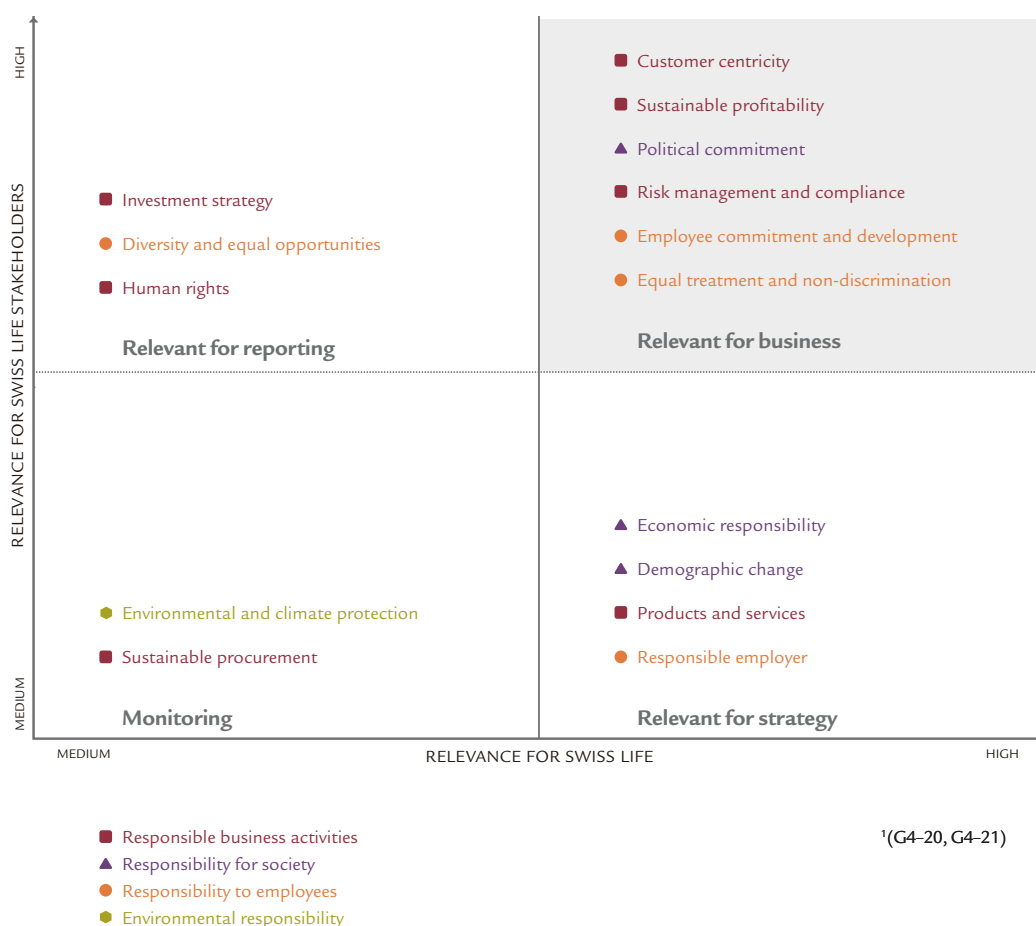 HIGH
RELEVANCE FOR SWISS LIFE STAKEHOLDERS
MEDIUM
Investment strategy
Diversity and equal opportunities
Human rights
Relevant for reporting
Customer centricity
Sustainable profitability
Political commitment
Risk management and compliance
Employee commitment and development
Equal treatment and non-discrimination
Relevant for business
Environmental and climate protection
Sustainable procurement
Monitoring
Economic responsibility
Demographic change
Products and services
Responsible employer
Relevant for strategy
MEDIUM
RELEVANCE FOR SWISS LIFE
HIGH
Responsible business activities
Responsibility for society
Responsibility to employees
Environmental responsibility
¹(G4–20, G4–21)